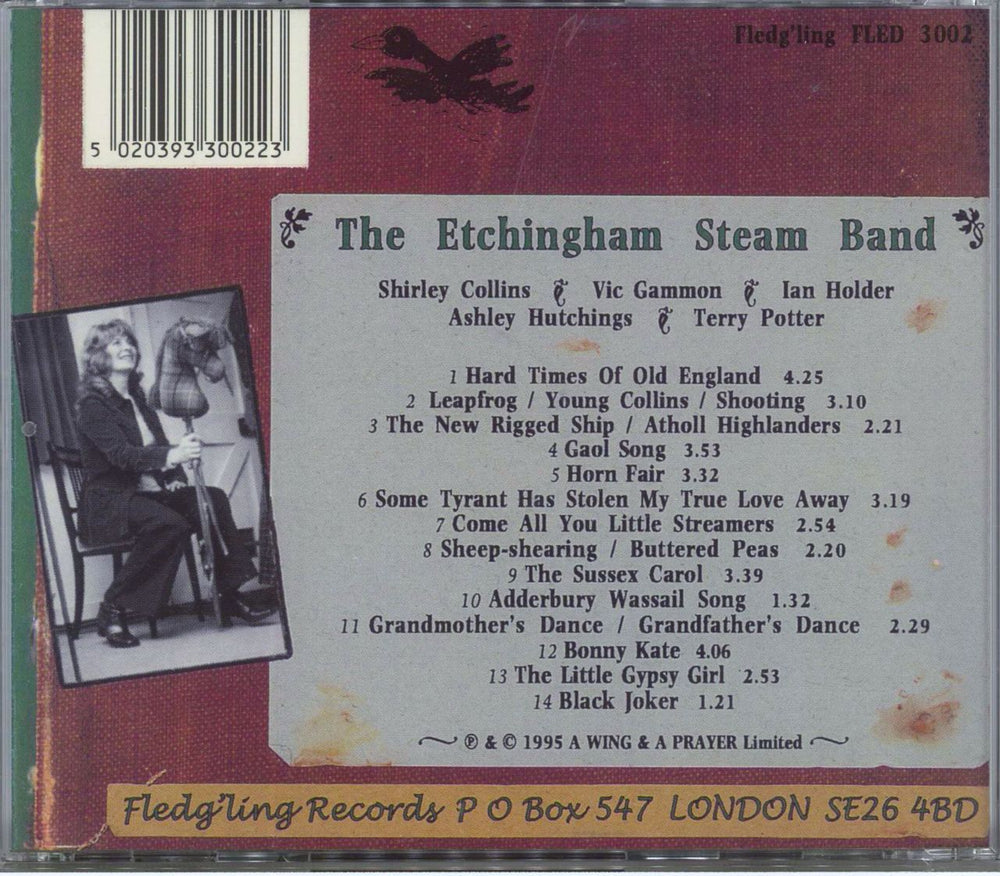 Fledg'ling FLED 3002
5 020393 300223
The Etchingham Steam Band
Shirley Collins Vic Gammon Ian Holder
Ashley Hutchings Terry Potter
1 Hard Times Of Old England 4.25
2 Leapfrog / Young Collins / Shooting 3.10
3 The New Rigged Ship / Atholl Highlanders 2.21
4 Gaol Song 3.53
5 Horn Fair 3.32
6 Some Tyrant Has Stolen My True Love Away 3.19
7 Come All You Little Streamers 2.54
8 Sheep-shearing / Buttered Peas 2.20
9 The Sussex Carol 3.39
10 Adderbury Wassail Song 1.32
11 Grandmother's Dance / Grandfather's Dance 2.29
12 Bonny Kate 4.06
13 The Little Gypsy Girl 2.53
14 Black Joker 1.21
℗ & © 1995 A WING & A PRAYER Limited
Fledg'ling Records P O Box 547 LONDON SE26 4BD